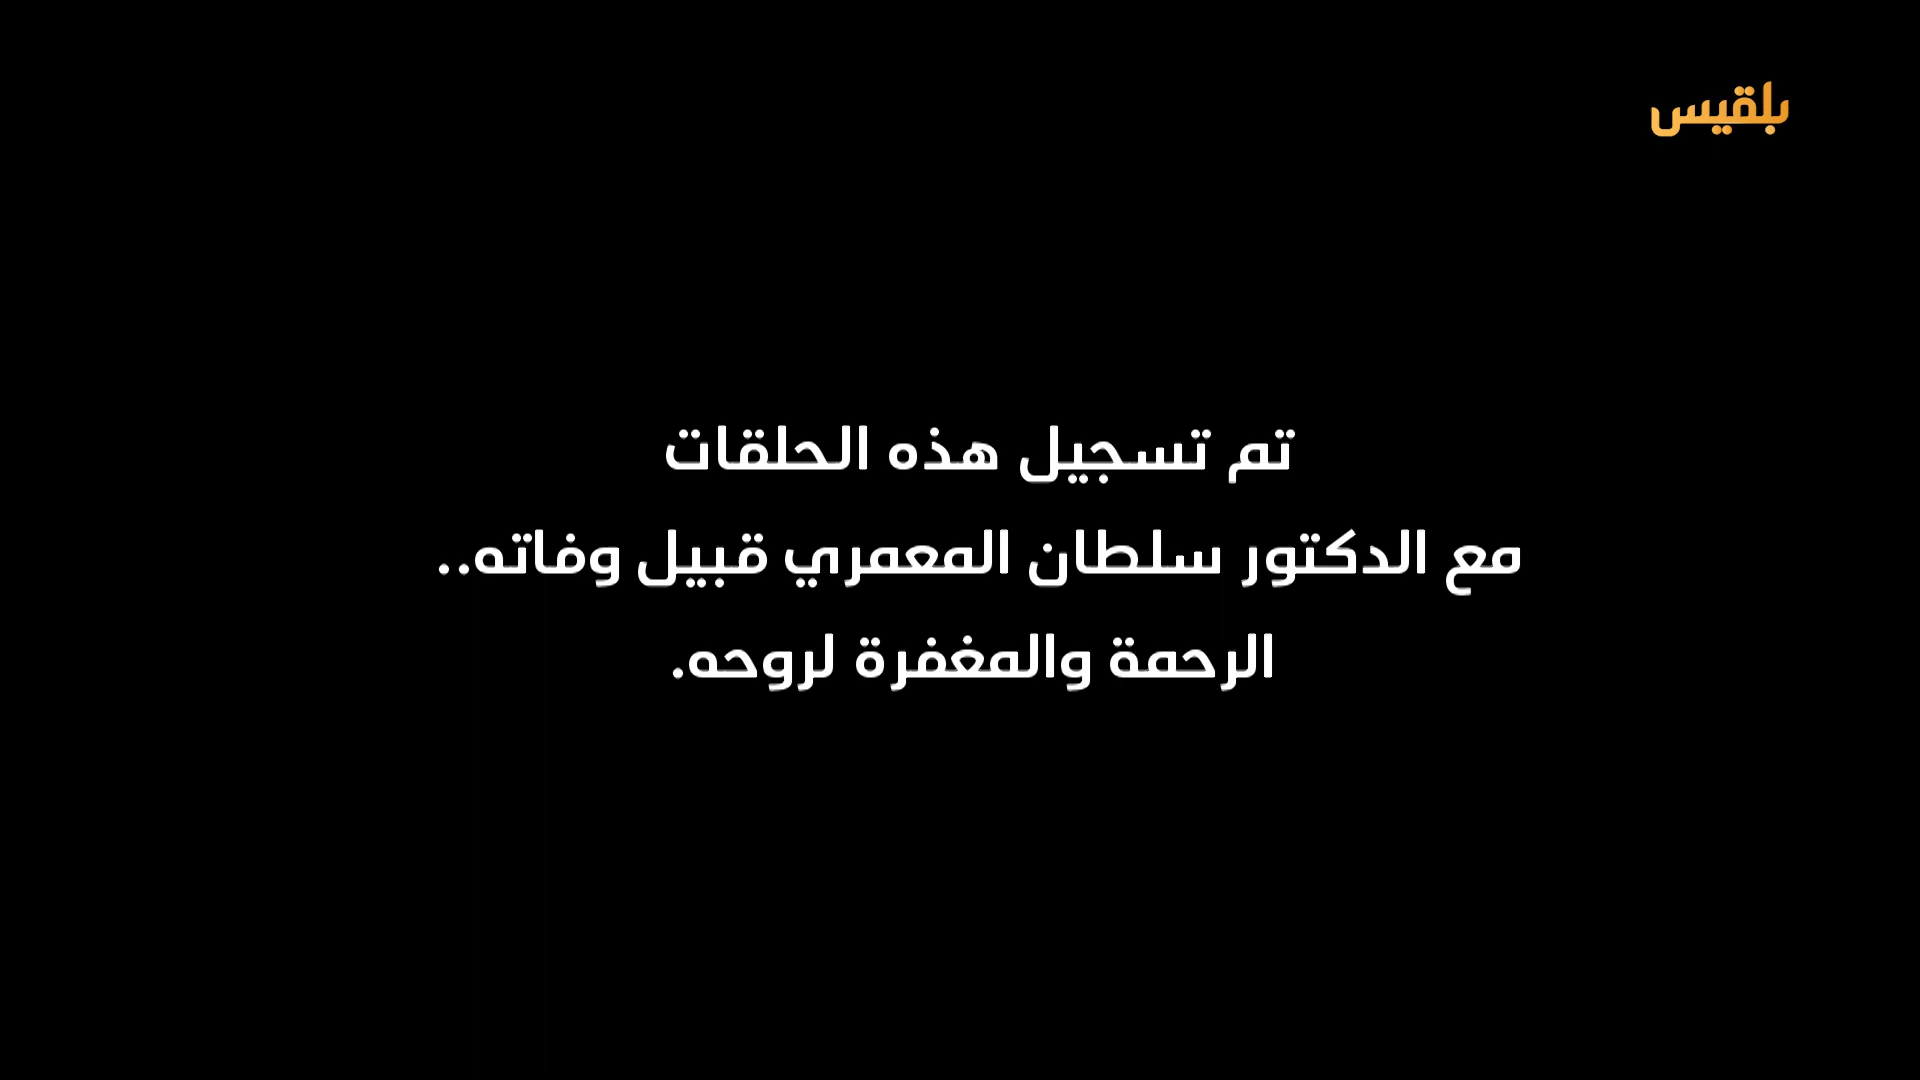 بلقيس
تم تسجيل هذه الحلقات
مع الدكتور سلطان المعمري قبيل وفاته..
الرحمة والمغفرة لروحه.